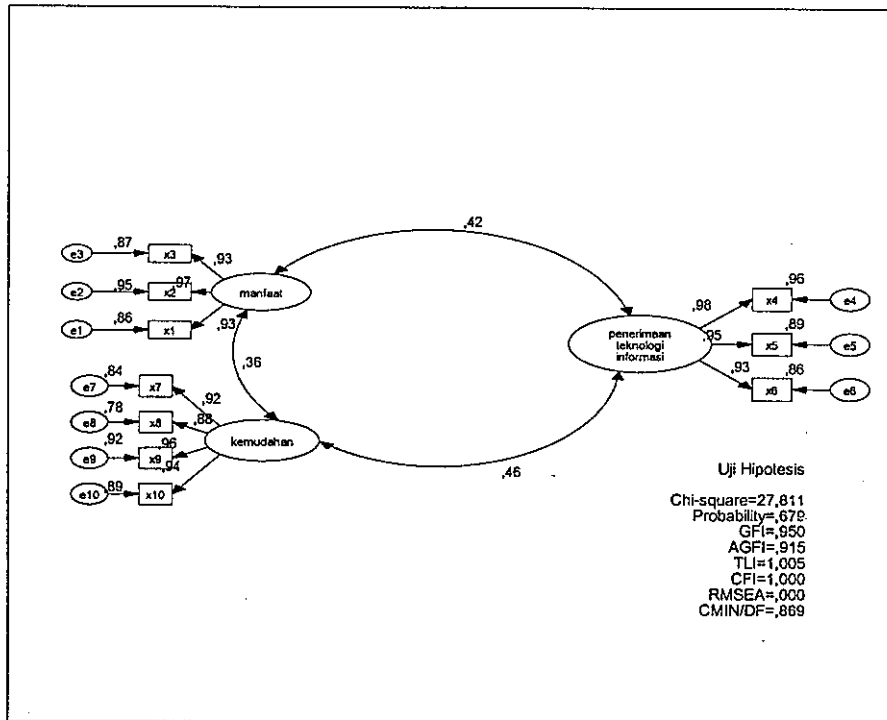 ,42
e3 ,87 x3 ,93
e2 ,95 x2 ,97 manfaat
e1 ,86 x1 ,93
,36
e7 ,84 x7 ,92
e8 ,78 x8 ,88
e9 ,92 x9 ,96 kemudahan
e10 ,89 x10 ,94
,46
penerimaan
teknologi
informasi
,98 x4 ,96 e4
,95 x5 ,89 e5
,93 x6 ,86 e6
Uji Hipotesis
Chi-square=27,811
Probability=,679
GFI=,950
AGFI=,915
TLI=1,005
CFI=1,000
RMSEA=,000
CMIN/DF=,869